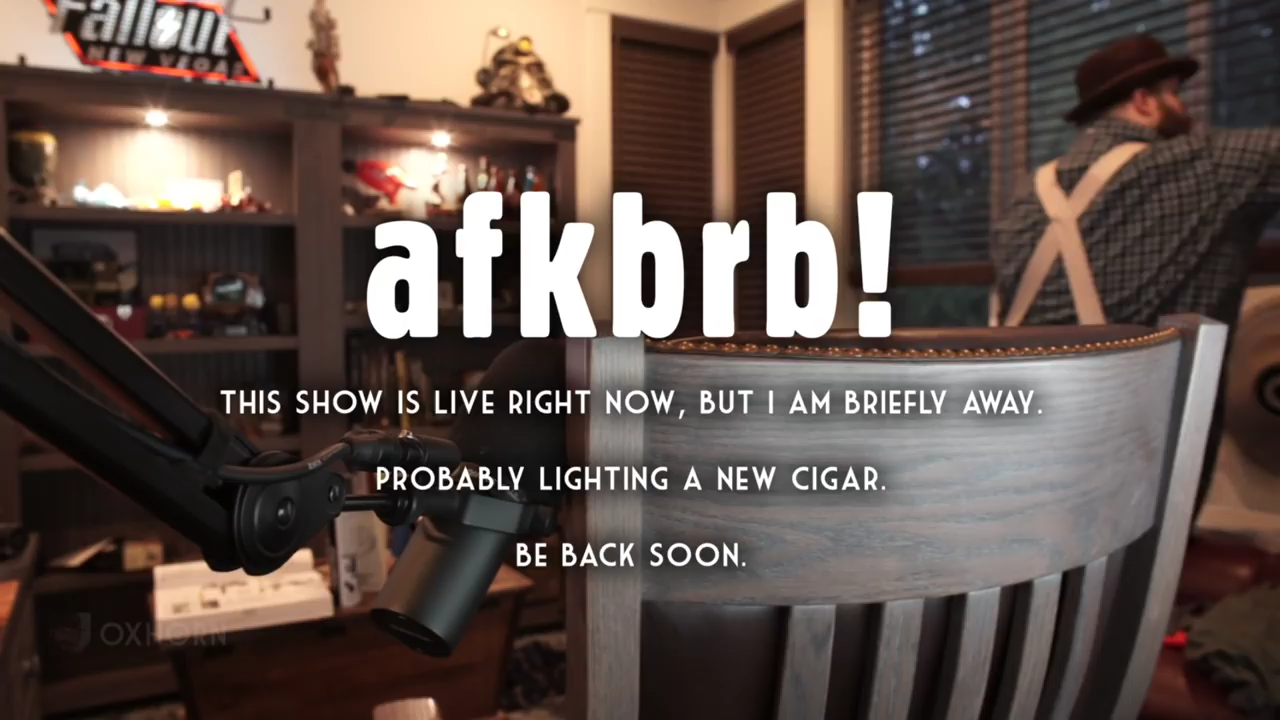 Fallout
NEW VEGAS
afkbrb!
THIS SHOW IS LIVE RIGHT NOW, BUT I AM BRIEFLY AWAY.
PROBABLY LIGHTING A NEW CIGAR.
BE BACK SOON.
OXHORN